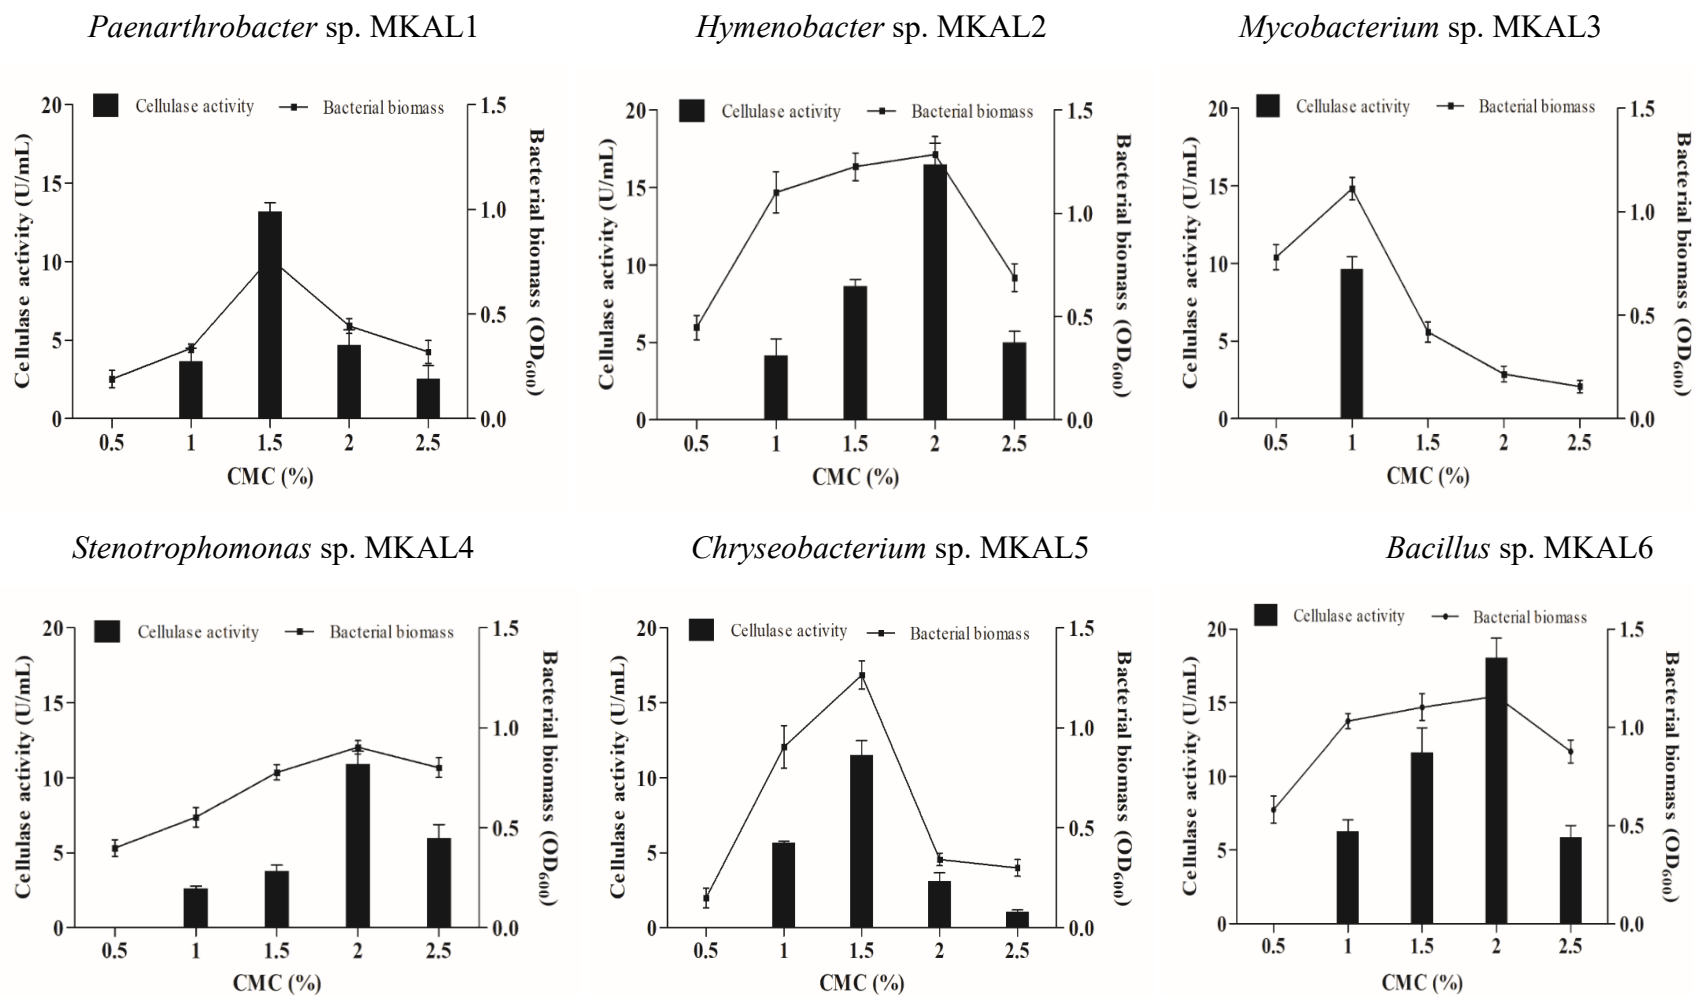 Paenarthrobacter sp. MKAL1
Cellulase activity
Bacterial biomass
Cellulase activity (U/mL)
20
15
10
5
0
1.5
1.0
0.5
0.0
Bacterial biomass (OD600)
0.5 1 1.5 2 2.5
CMC (%)
Hymenobacter sp. MKAL2
Cellulase activity
Bacterial biomass
Cellulase activity (U/mL)
20
15
10
5
0
1.5
1.0
0.5
0.0
Bacterial biomass (OD600)
0.5 1 1.5 2 2.5
CMC (%)
Mycobacterium sp. MKAL3
Cellulase activity
Bacterial biomass
Cellulase activity (U/mL)
20
15
10
5
0
1.5
1.0
0.5
0.0
Bacterial biomass (OD600)
0.5 1 1.5 2 2.5
CMC (%)
Stenotrophomonas sp. MKAL4
Cellulase activity
Bacterial biomass
Cellulase activity (U/mL)
20
15
10
5
0
1.5
1.0
0.5
0.0
Bacterial biomass (OD600)
0.5 1 1.5 2 2.5
CMC (%)
Chryseobacterium sp. MKAL5
Cellulase activity
Bacterial biomass
Cellulase activity (U/mL)
20
15
10
5
0
1.5
1.0
0.5
0.0
Bacterial biomass (OD600)
0.5 1 1.5 2 2.5
CMC (%)
Bacillus sp. MKAL6
Cellulase activity
Bacterial biomass
Cellulase activity (U/mL)
20
15
10
5
0
1.5
1.0
0.5
0.0
Bacterial biomass (OD600)
0.5 1 1.5 2 2.5
CMC (%)